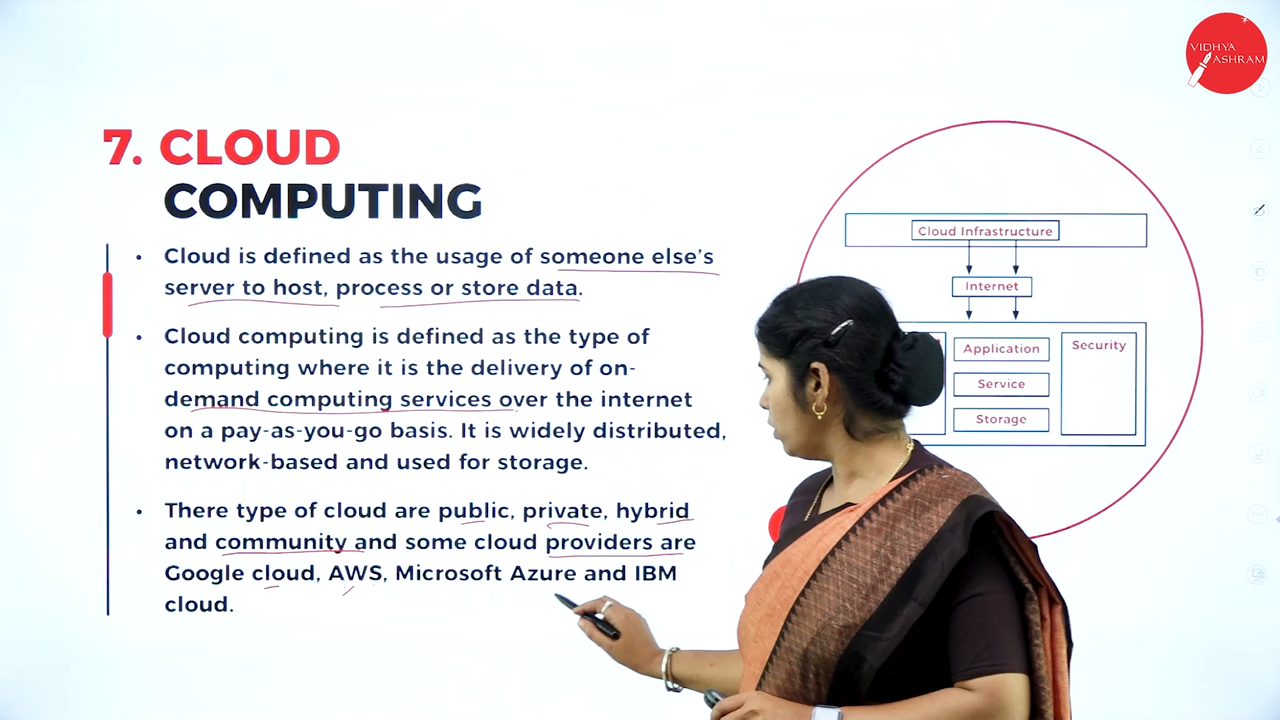 VIDHYA
ASHRAM
7. CLOUD
COMPUTING
• Cloud is defined as the usage of someone else's
server to host, process or store data.
• Cloud computing is defined as the type of
computing where it is the delivery of on-
demand computing services over the internet
on a pay-as-you-go basis. It is widely distributed,
network-based and used for storage.
• There type of cloud are public, private, hybrid
and community and some cloud providers are
Google cloud, AWS, Microsoft Azure and IBM
cloud.
Cloud Infrastructure
Internet
Application
Service
Storage
Security